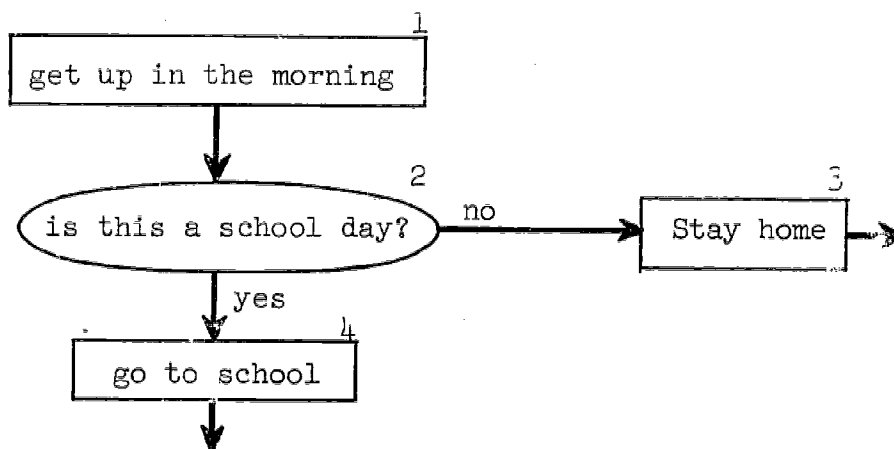 1
get up in the morning
2
is this a school day?
no
3
Stay home
yes
4
go to school